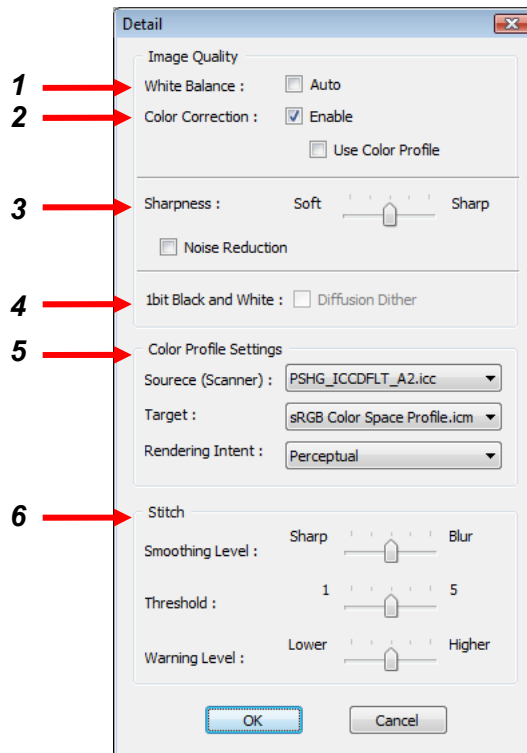 Detail
Image Quality
1 White Balance : Auto
2 Color Correction : Enable
Use Color Profile
3 Sharpness : Soft Sharp
Noise Reduction
4 1bit Black and White : Diffusion Dither
5 Color Profile Settings
Sourece (Scanner) : PSHG_ICCDFLT_A2.icc
Target : sRGB Color Space Profile.icm
Rendering Intent : Perceptual
6 Stitch
Smoothing Level : Sharp Blur
Threshold : 1 5
Warning Level : Lower Higher
OK Cancel